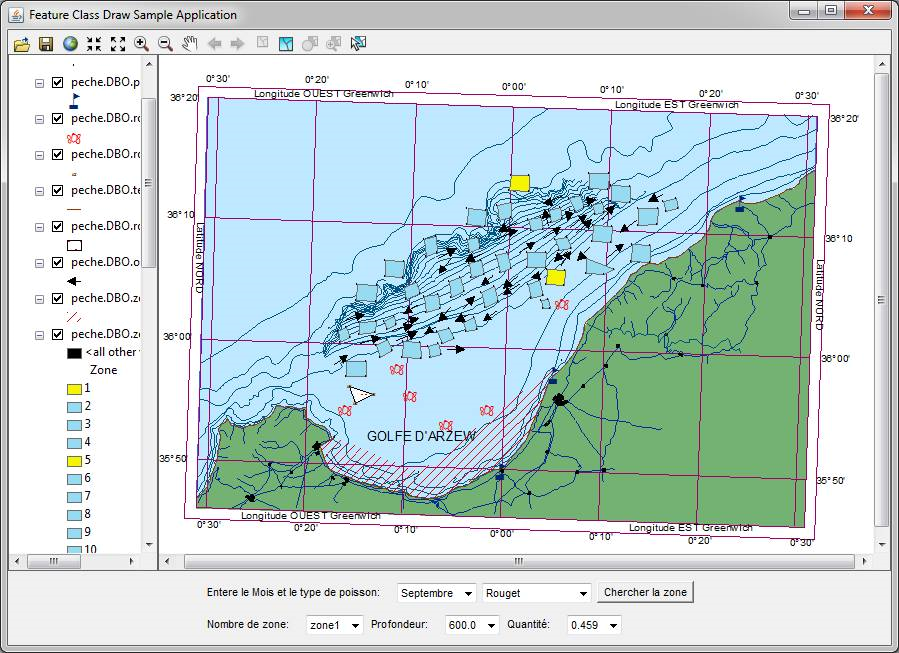 Feature Class Draw Sample Application
peche.DBO.p
peche.DBO.ro
peche.DBO.ro
peche.DBO.te
peche.DBO.ro
peche.DBO.o
peche.DBO.zo
peche.DBO.zo
<all other
Zone
1
2
3
4
5
6
7
8
9
10
0°30' 0°20' 0°10' 0°00' 0°10' 0°20' 0°30'
Longitude OUEST Greenwich Longitude EST Greenwich
36°20' 36°20'
36°10' 36°10'
Latitude NORD Latitude NORD
36°00' 36°00'
GOLFE D'ARZEW
35°50' 35°50'
Longitude OUEST Greenwich Longitude EST Greenwich
0°30' 0°20' 0°10' 0°00' 0°10' 0°20' 0°30'
Entere le Mois et le type de poisson: Septembre Rouget Chercher la zone
Nombre de zone: zone1 Profondeur: 600.0 Quantité: 0.459